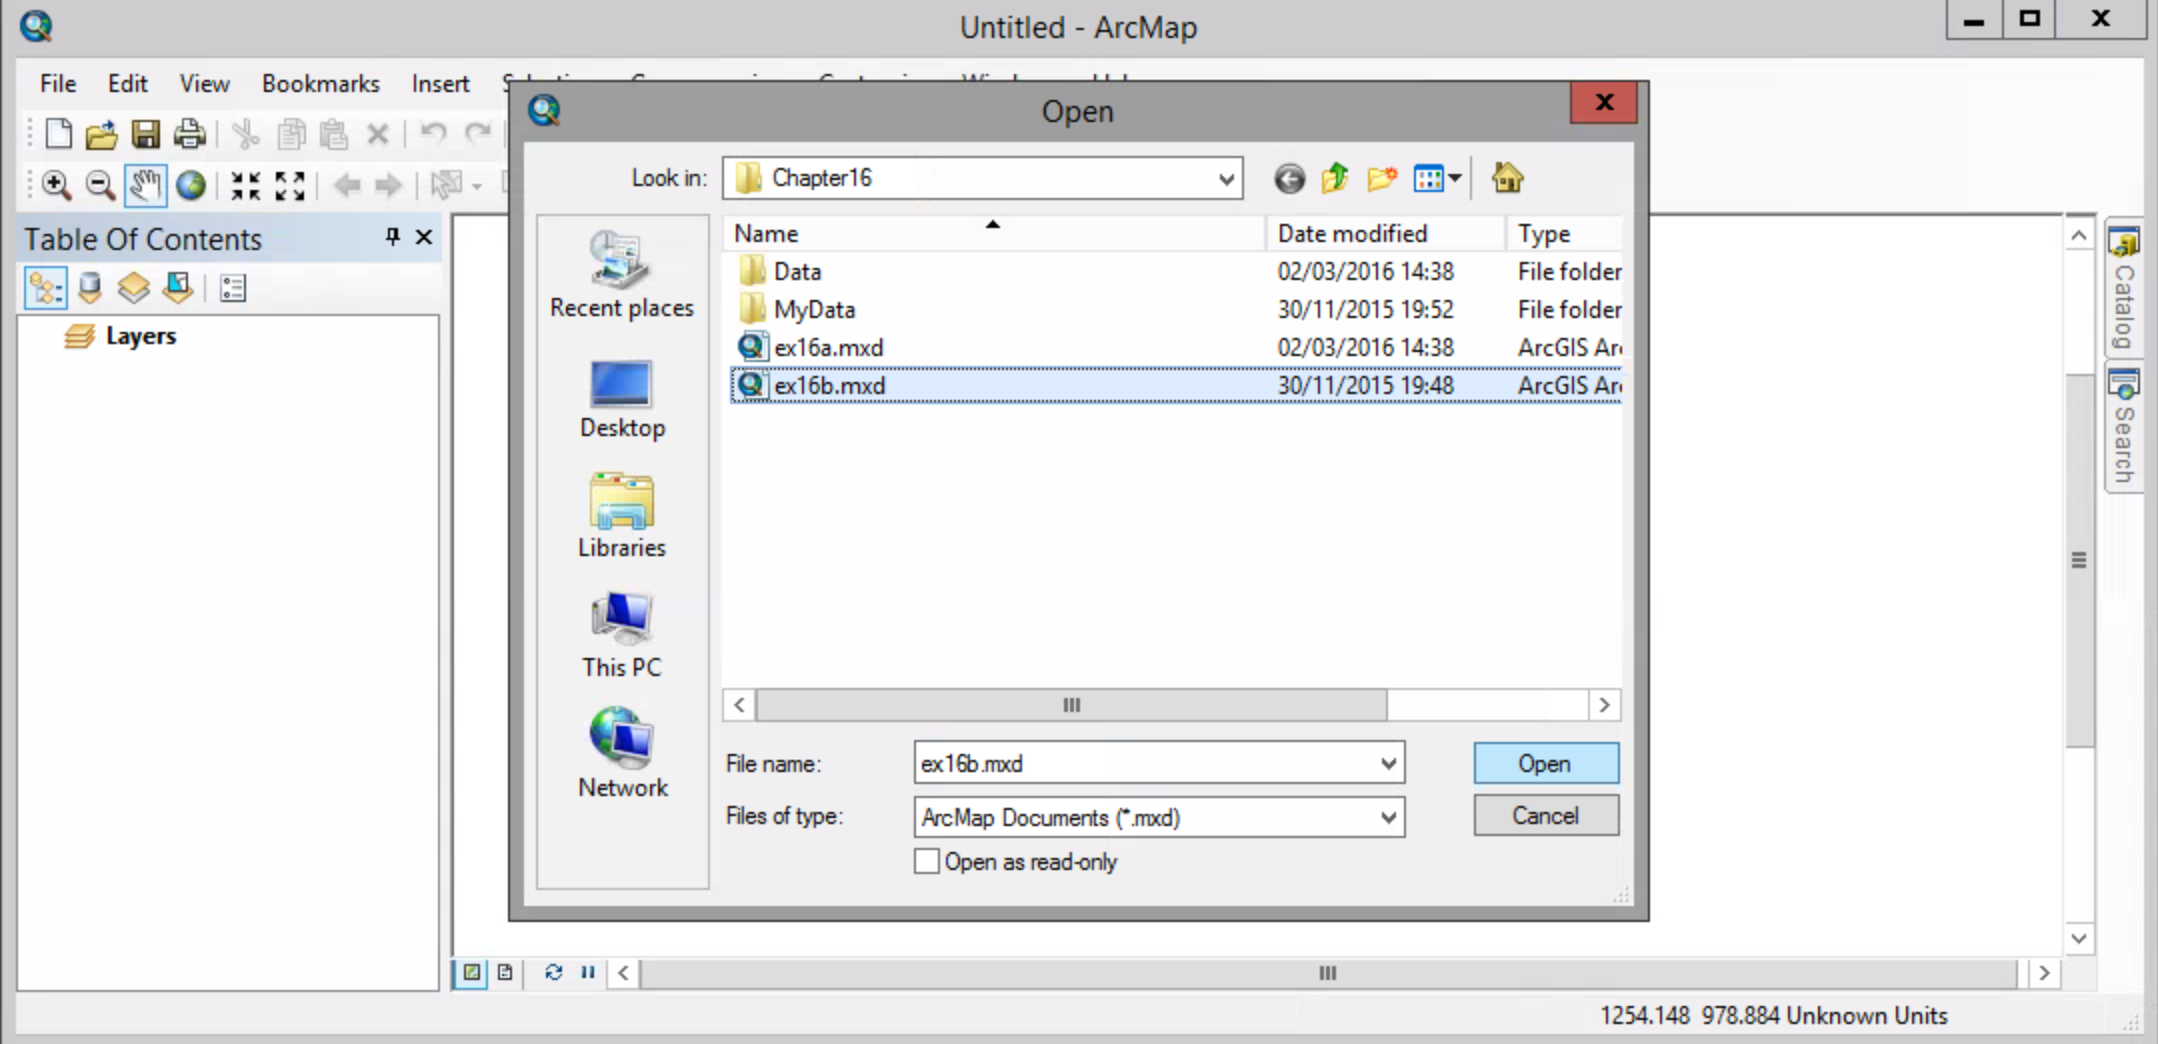 Untitled - ArcMap
File Edit View Bookmarks Insert
Open
Look in: Chapter16
Table Of Contents
Name Date modified Type
Data 02/03/2016 14:38 File folder
MyData 30/11/2015 19:52 File folder
ex16a.mxd 02/03/2016 14:38 ArcGIS Ar
ex16b.mxd 30/11/2015 19:48 ArcGIS Ar
Layers
Recent places
Desktop
Libraries
This PC
Network
File name: ex16b.mxd Open
Files of type: ArcMap Documents (*.mxd) Cancel
Open as read-only
Catalog
Search
1254.148 978.884 Unknown Units